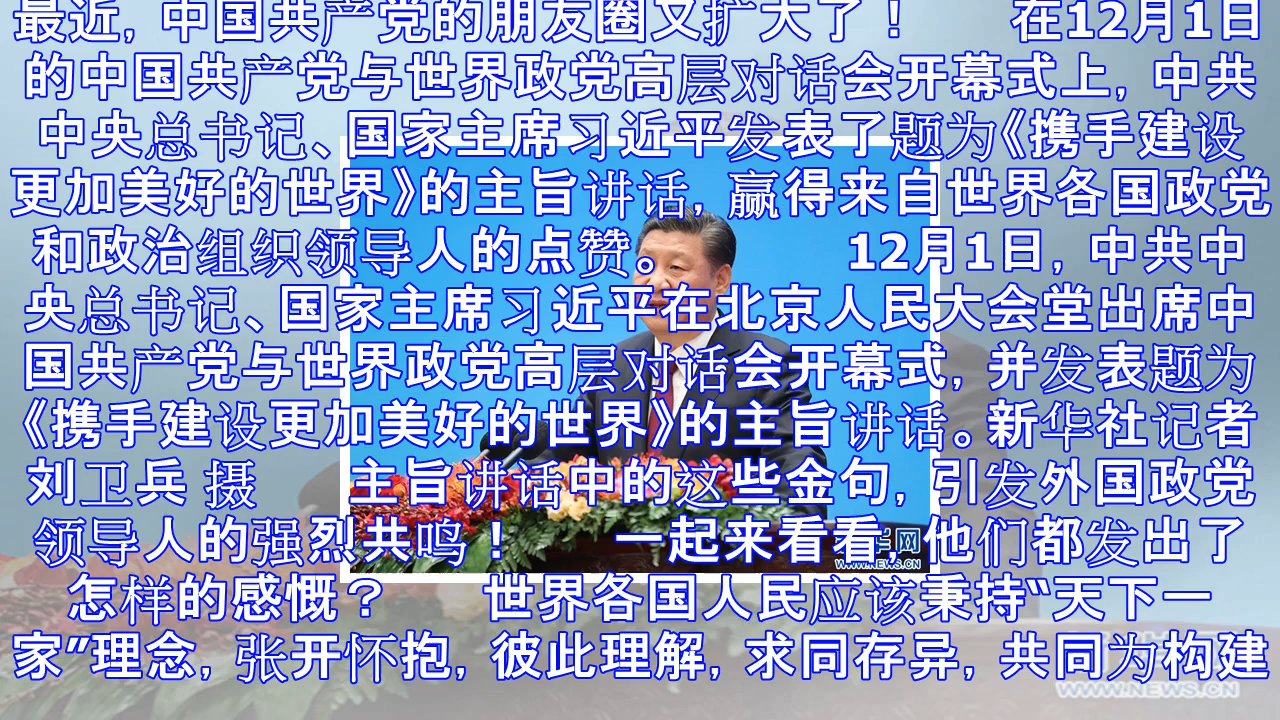 最近，中国共产党的朋友圈又扩大了！ 在12月1日
的中国共产党与世界政党高层对话会开幕式上，中共
中央总书记、国家主席习近平发表了题为《携手建设
更加美好的世界》的主旨讲话，赢得来自世界各国政党
和政治组织领导人的点赞。 12月1日，中共中
央总书记、国家主席习近平在北京人民大会堂出席中
国共产党与世界政党高层对话会开幕式，并发表题为
《携手建设更加美好的世界》的主旨讲话。新华社记者
刘卫兵 摄 主旨讲话中的这些金句，引发外国政党
领导人的强烈共鸣！ 一起来看看，他们都发出了
怎样的感慨？ 世界各国人民应该秉持“天下一
家”理念，张开怀抱，彼此理解，求同存异，共同为构建
华网
WWW.NEWS.CN
WWW.NEWS.CN